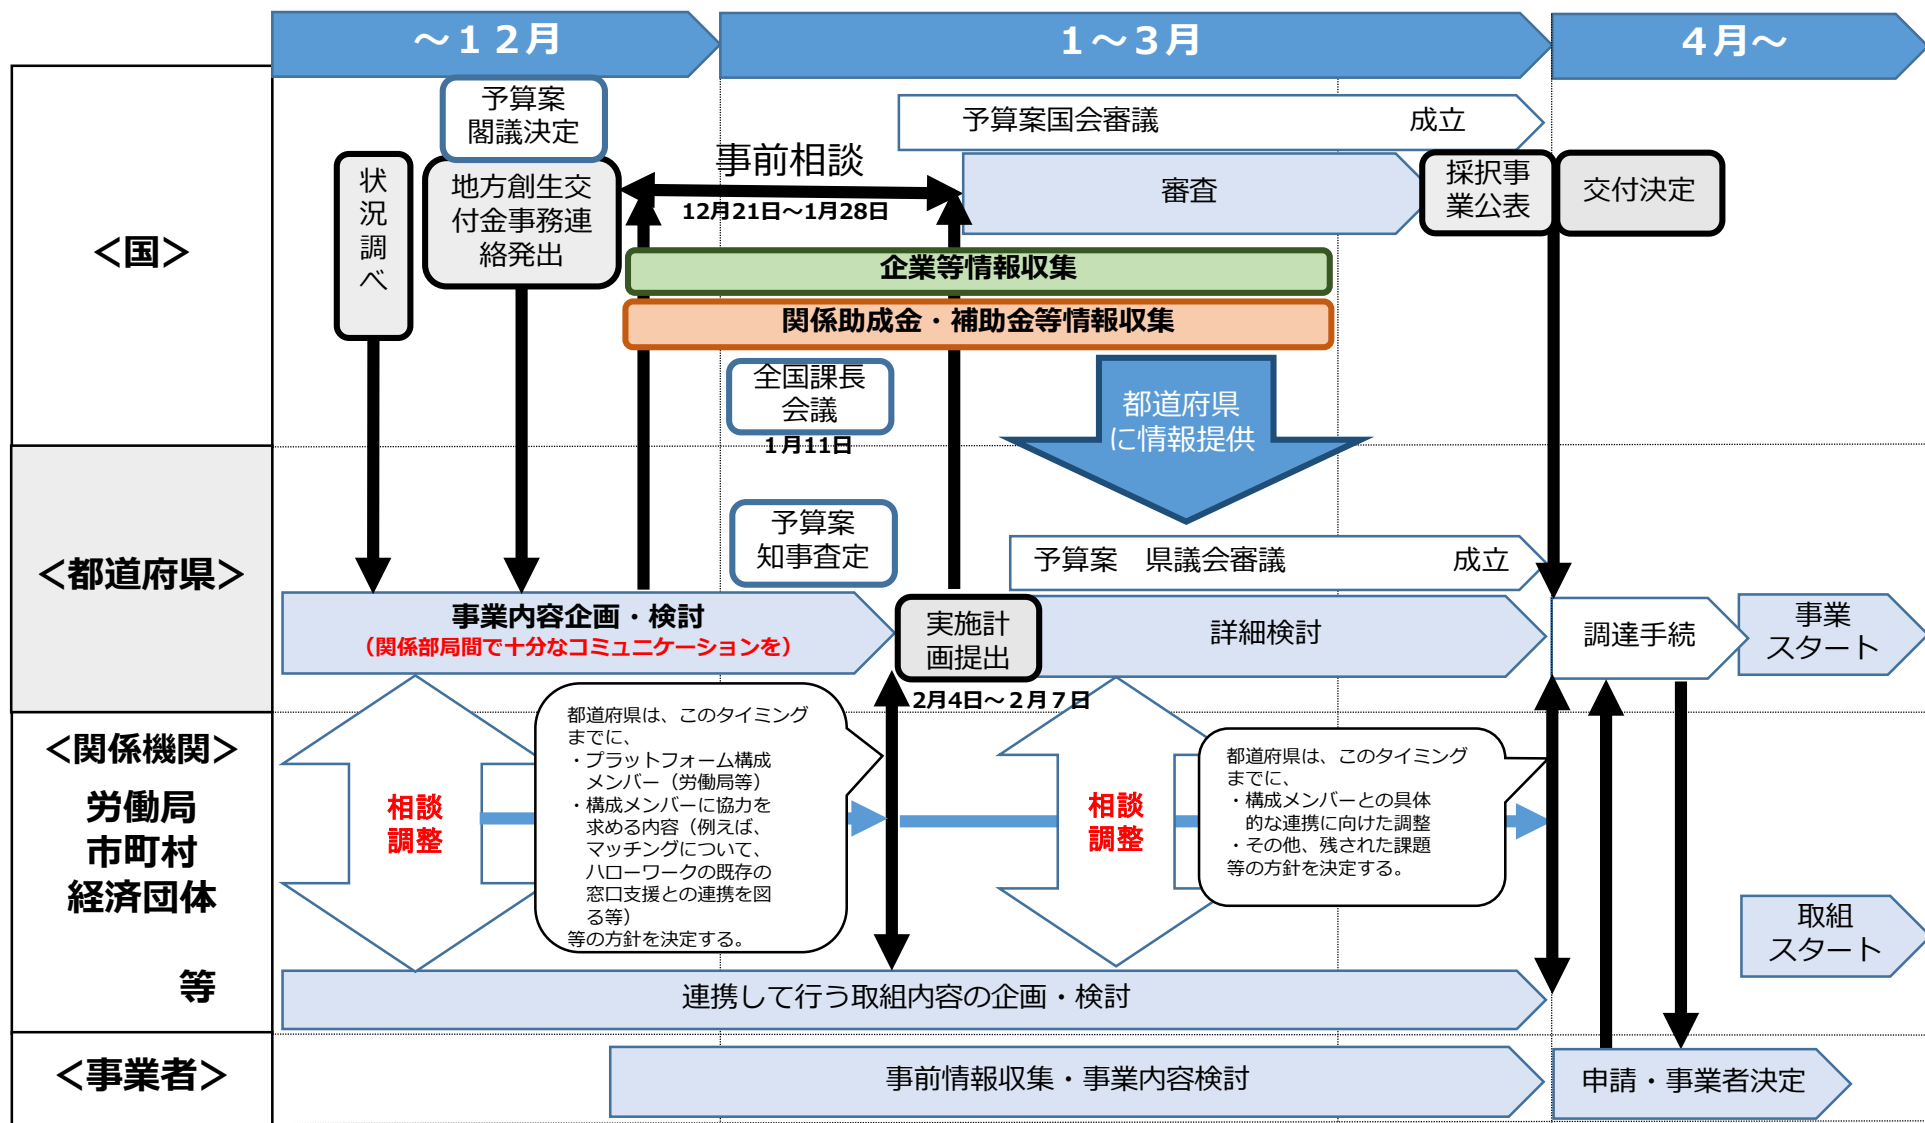 ～１２月
１～３月
４月～
＜国＞
予算案
閣議決定
状
況
調
べ
地方創生交
付金事務連
絡発出
事前相談
12月21日～1月28日
予算案国会審議　成立
審査
採択事
業公表
交付決定
企業等情報収集
関係助成金・補助金等情報収集
全国課長
会議
１月11日
都道府県
に情報提供
＜都道府県＞
予算案
知事査定
予算案　県議会審議　成立
事業内容企画・検討
（関係部局間で十分なコミュニケーションを）
実施計
画提出
2月4日～２月７日
詳細検討
調達手続
事業
スタート
＜関係機関＞
労働局
市町村
経済団体
等
相談
調整
都道府県は、このタイミング
までに、
・プラットフォーム構成
メンバー（労働局等）
・構成メンバーに協力を
求める内容（例えば、
マッチングについて、
ハローワークの既存の
窓口支援との連携を図
る等）
等の方針を決定する。
相談
調整
都道府県は、このタイミング
までに、
・構成メンバーとの具体
的な連携に向けた調整
・その他、残された課題
等の方針を決定する。
取組
スタート
連携して行う取組内容の企画・検討
＜事業者＞
事前情報収集・事業内容検討
申請・事業者決定